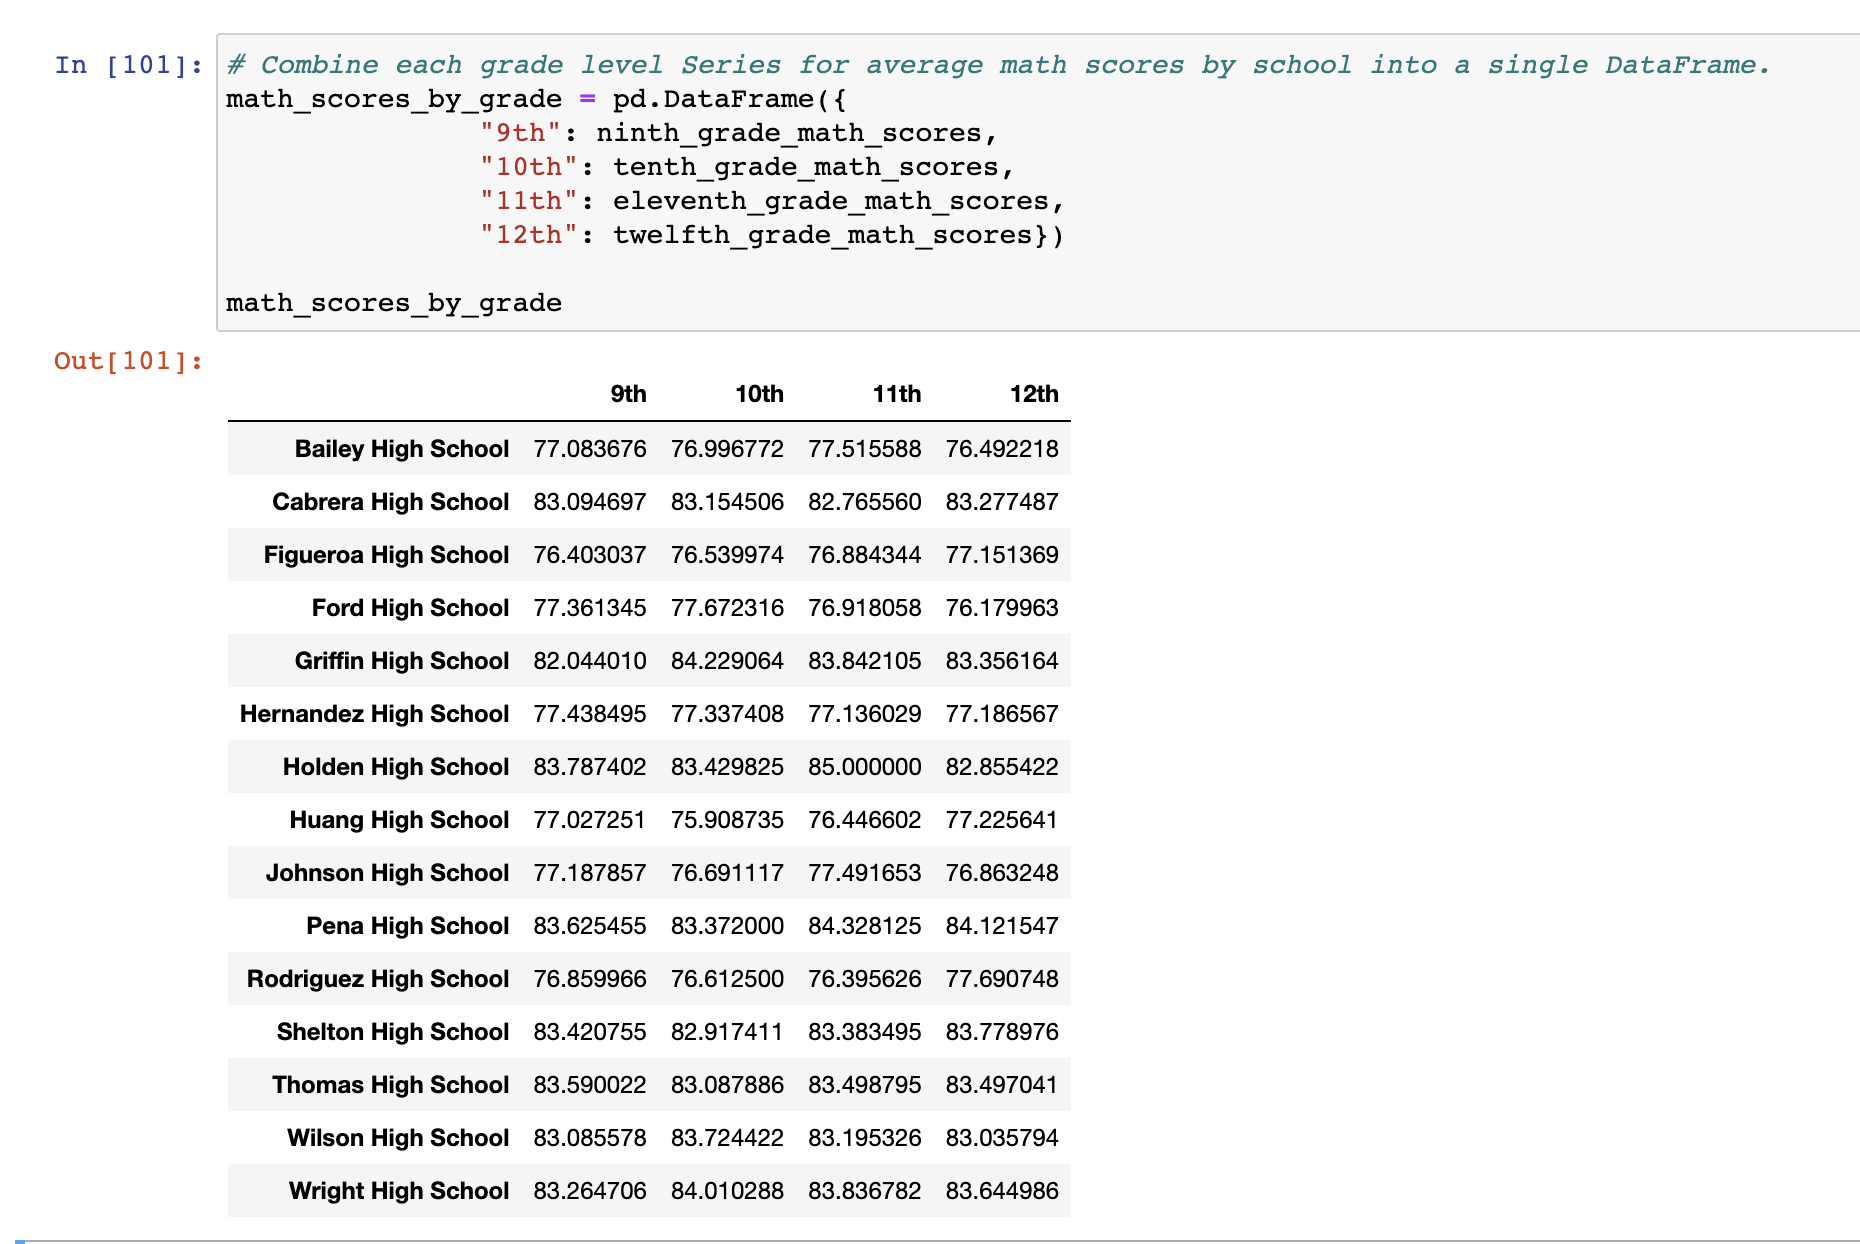 In [101]: # Combine each grade level Series for average math scores by school into a single DataFrame.
math_scores_by_grade = pd.DataFrame({
"9th": ninth_grade_math_scores,
"10th": tenth_grade_math_scores,
"11th": eleventh_grade_math_scores,
"12th": twelfth_grade_math_scores})
math_scores_by_grade
Out[101]:
9th 10th 11th 12th
Bailey High School 77.083676 76.996772 77.515588 76.492218
Cabrera High School 83.094697 83.154506 82.765560 83.277487
Figueroa High School 76.403037 76.539974 76.884344 77.151369
Ford High School 77.361345 77.672316 76.918058 76.179963
Griffin High School 82.044010 84.229064 83.842105 83.356164
Hernandez High School 77.438495 77.337408 77.136029 77.186567
Holden High School 83.787402 83.429825 85.000000 82.855422
Huang High School 77.027251 75.908735 76.446602 77.225641
Johnson High School 77.187857 76.691117 77.491653 76.863248
Pena High School 83.625455 83.372000 84.328125 84.121547
Rodriguez High School 76.859966 76.612500 76.395626 77.690748
Shelton High School 83.420755 82.917411 83.383495 83.778976
Thomas High School 83.590022 83.087886 83.498795 83.497041
Wilson High School 83.085578 83.724422 83.195326 83.035794
Wright High School 83.264706 84.010288 83.836782 83.644986